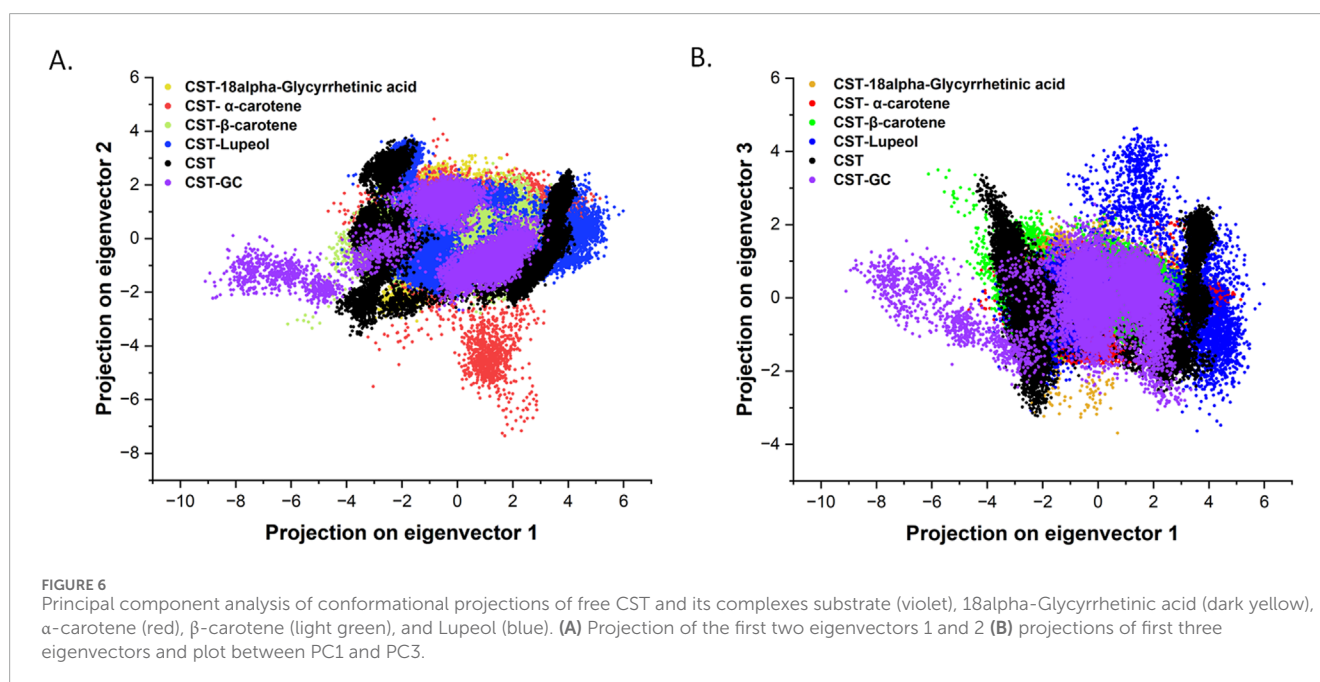 A.
CST-18alpha-Glycyrrhetinic acid
CST- α-carotene
CST-β-carotene
CST-Lupeol
CST
CST-GC
Projection on eigenvector 2
6
4
2
0
−2
−4
−6
−8
−10 −8 −6 −4 −2 0 2 4 6
Projection on eigenvector 1
B.
CST-18alpha-Glycyrrhetinic acid
CST- α-carotene
CST-β-carotene
CST-Lupeol
CST
CST-GC
Projection on eigenvector 3
6
4
2
0
−2
−4
−10 −8 −6 −4 −2 0 2 4 6
Projection on eigenvector 1
FIGURE 6
Principal component analysis of conformational projections of free CST and its complexes substrate (violet), 18alpha-Glycyrrhetinic acid (dark yellow),
α-carotene (red), β-carotene (light green), and Lupeol (blue). (A) Projection of the first two eigenvectors 1 and 2 (B) projections of first three
eigenvectors and plot between PC1 and PC3.